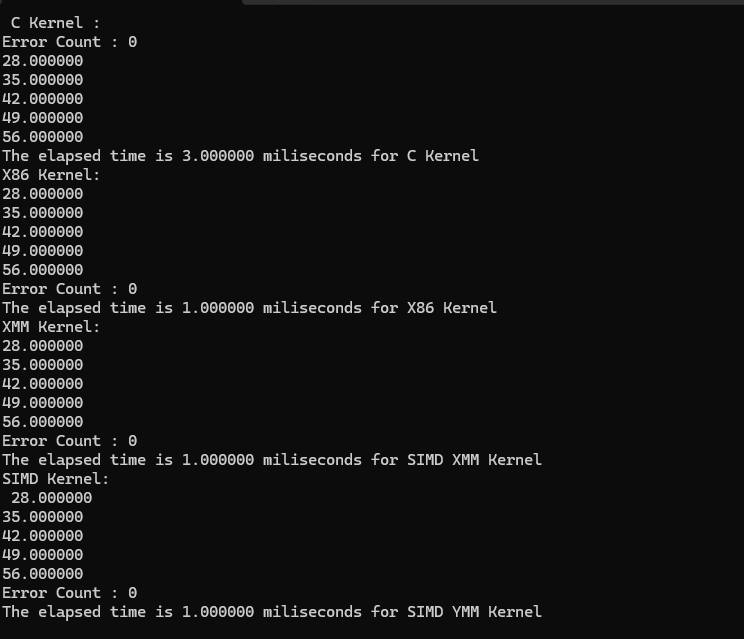 C Kernel :
Error Count : 0
28.000000
35.000000
42.000000
49.000000
56.000000
The elapsed time is 3.000000 miliseconds for C Kernel
X86 Kernel:
28.000000
35.000000
42.000000
49.000000
56.000000
Error Count : 0
The elapsed time is 1.000000 miliseconds for X86 Kernel
XMM Kernel:
28.000000
35.000000
42.000000
49.000000
56.000000
Error Count : 0
The elapsed time is 1.000000 miliseconds for SIMD XMM Kernel
SIMD Kernel:
28.000000
35.000000
42.000000
49.000000
56.000000
Error Count : 0
The elapsed time is 1.000000 miliseconds for SIMD YMM Kernel